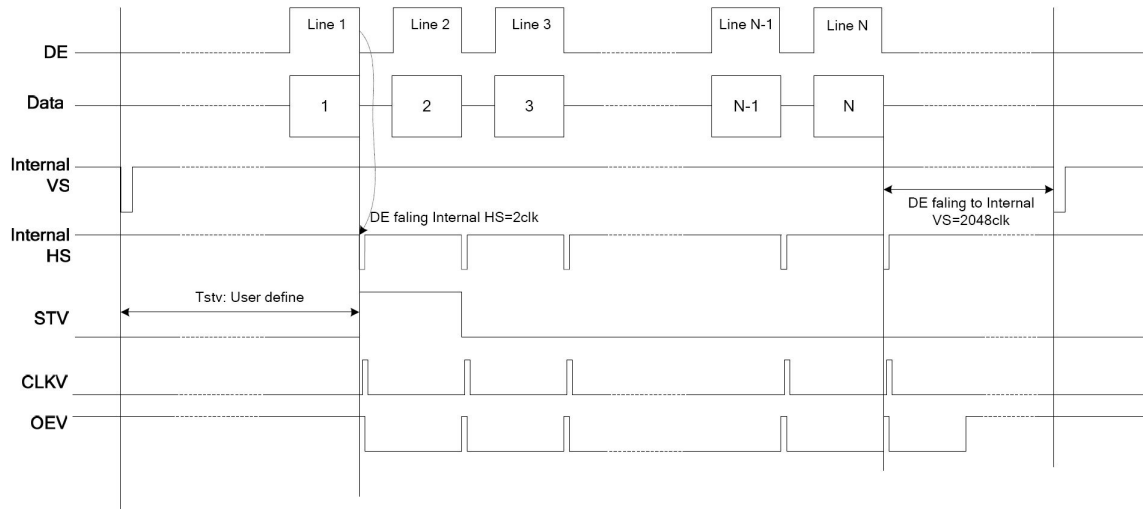 Line 1
Line 2
Line 3
Line N-1
Line N
DE
Data
1
2
3
N-1
N
Internal
VS
DE faling to Internal
VS=2048clk
DE faling Internal HS=2clk
Internal
HS
Tstv: User define
STV
CLKV
OEV